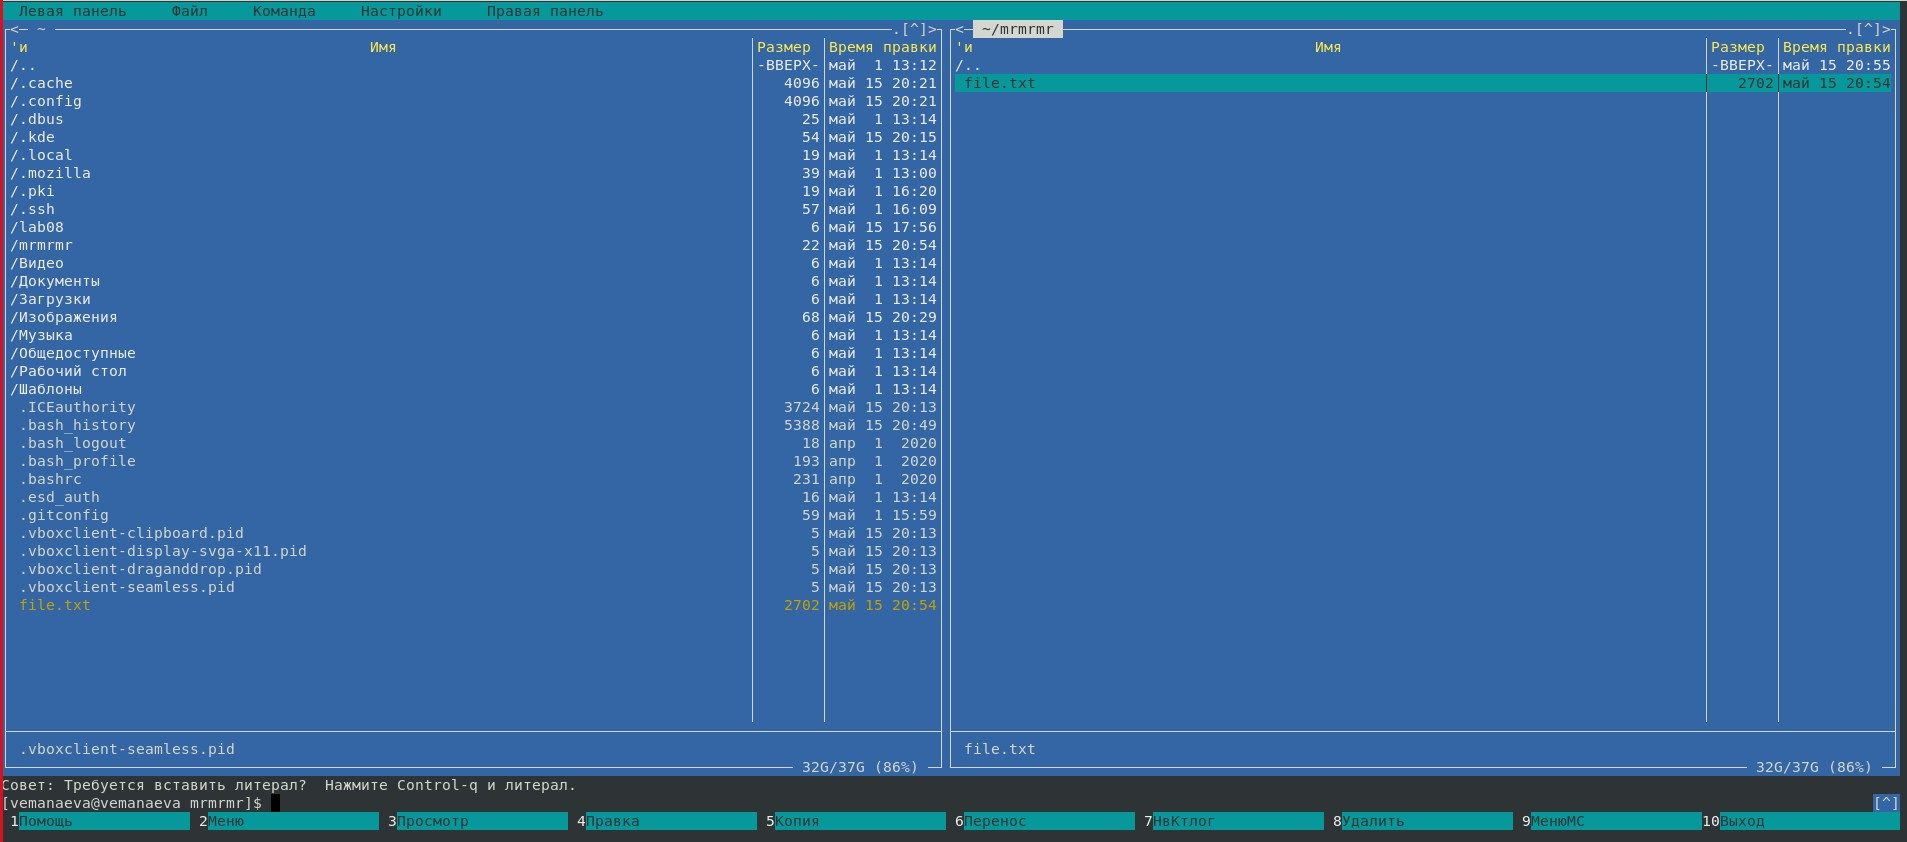 Левая панель Файл Команда Настройки Правая панель
<─ ~ .[^]> <─ ~/mrmrmr .[^]>
'и Имя Размер Время правки 'и Имя Размер Время правки
/.. -ВВЕРХ- май 1 13:12 /.. -ВВЕРХ- май 15 20:55
/.cache 4096 май 15 20:21 file.txt 2702 май 15 20:54
/.config 4096 май 15 20:21
/.dbus 25 май 1 13:14
/.kde 54 май 15 20:15
/.local 19 май 1 13:14
/.mozilla 39 май 1 13:00
/.pki 19 май 1 16:20
/.ssh 57 май 1 16:09
/lab08 6 май 15 17:56
/mrmrmr 22 май 15 20:54
/Видео 6 май 1 13:14
/Документы 6 май 1 13:14
/Загрузки 6 май 1 13:14
/Изображения 68 май 15 20:29
/Музыка 6 май 1 13:14
/Общедоступные 6 май 1 13:14
/Рабочий стол 6 май 1 13:14
/Шаблоны 6 май 1 13:14
.ICEauthority 3724 май 15 20:13
.bash_history 5388 май 15 20:49
.bash_logout 18 апр 1 2020
.bash_profile 193 апр 1 2020
.bashrc 231 апр 1 2020
.esd_auth 16 май 1 13:14
.gitconfig 59 май 1 15:59
.vboxclient-clipboard.pid 5 май 15 20:13
.vboxclient-display-svga-x11.pid 5 май 15 20:13
.vboxclient-draganddrop.pid 5 май 15 20:13
.vboxclient-seamless.pid 5 май 15 20:13
file.txt 2702 май 15 20:54
.vboxclient-seamless.pid file.txt
32G/37G (86%) 32G/37G (86%)
Совет: Требуется вставить литерал? Нажмите Control-q и литерал.
[vemanaeva@vemanaeva mrmrmr]$ [^]
1Помощь 2Меню 3Просмотр 4Правка 5Копия 6Перенос 7НвКтлог 8Удалить 9МенюMC 10Выход